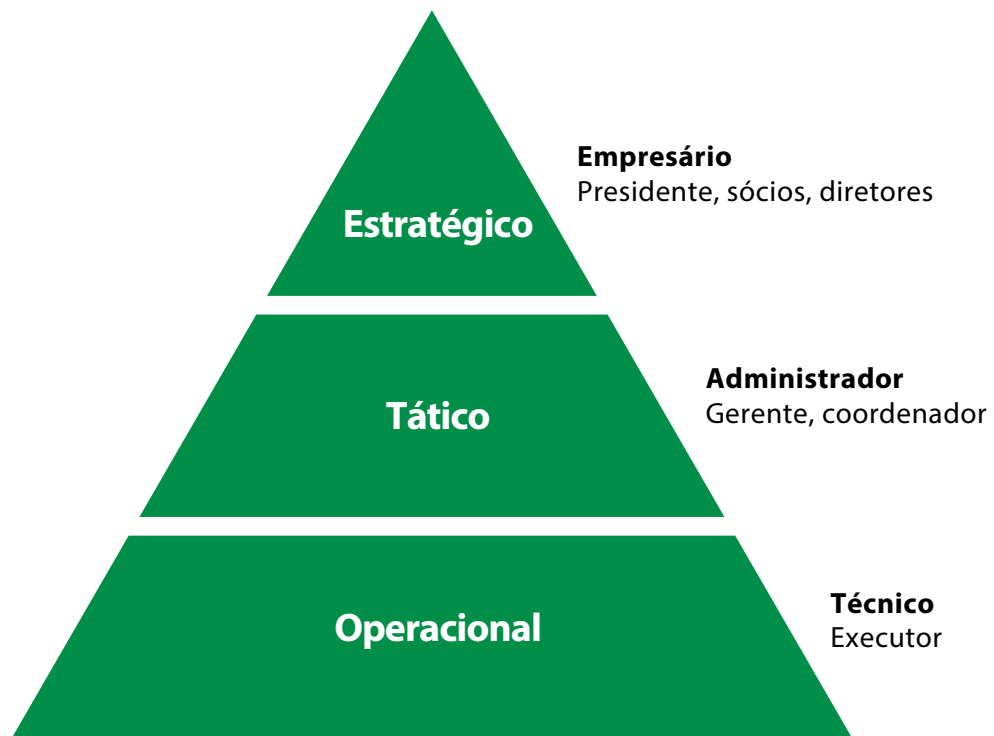 Empresário
Presidente, sócios, diretores
Estratégico
Administrador
Gerente, coordenador
Tático
Técnico
Executor
Operacional